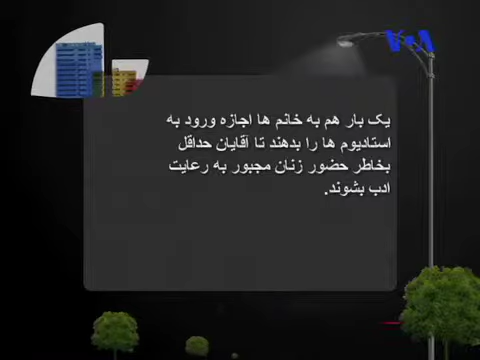 VOA
یک بار هم به خانم ها اجازه ورود به
استادیوم ها را بدهند تا آقایان حداقل
بخاطر حضور زنان مجبور به رعایت
ادب بشوند.